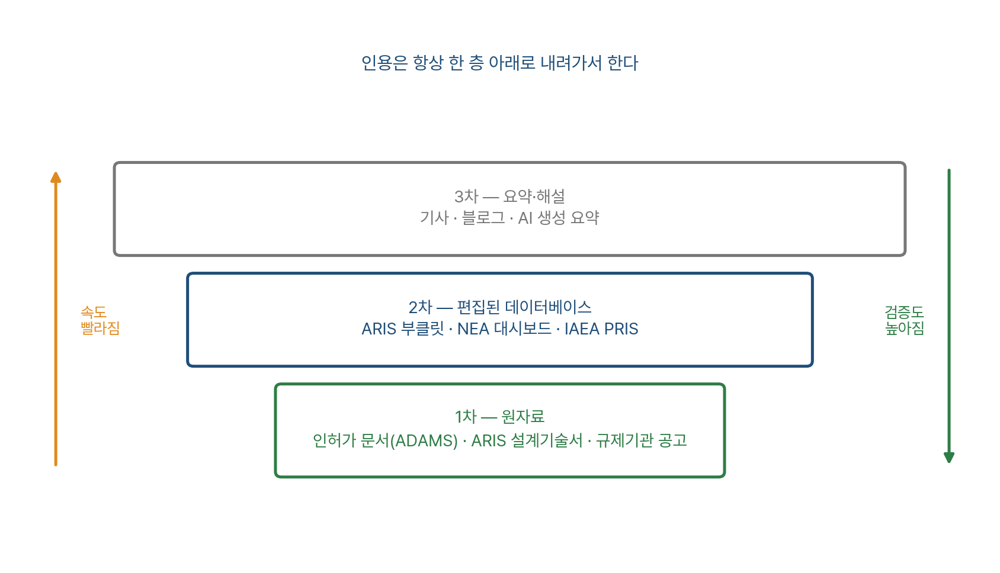 인용은 항상 한 층 아래로 내려가서 한다
3차 — 요약·해설
기사 · 블로그 · AI 생성 요약
속도
빨라짐
2차 — 편집된 데이터베이스
ARIS 부클릿 · NEA 대시보드 · IAEA PRIS
검증도
높아짐
1차 — 원자료
인허가 문서(ADAMS) · ARIS 설계기술서 · 규제기관 공고